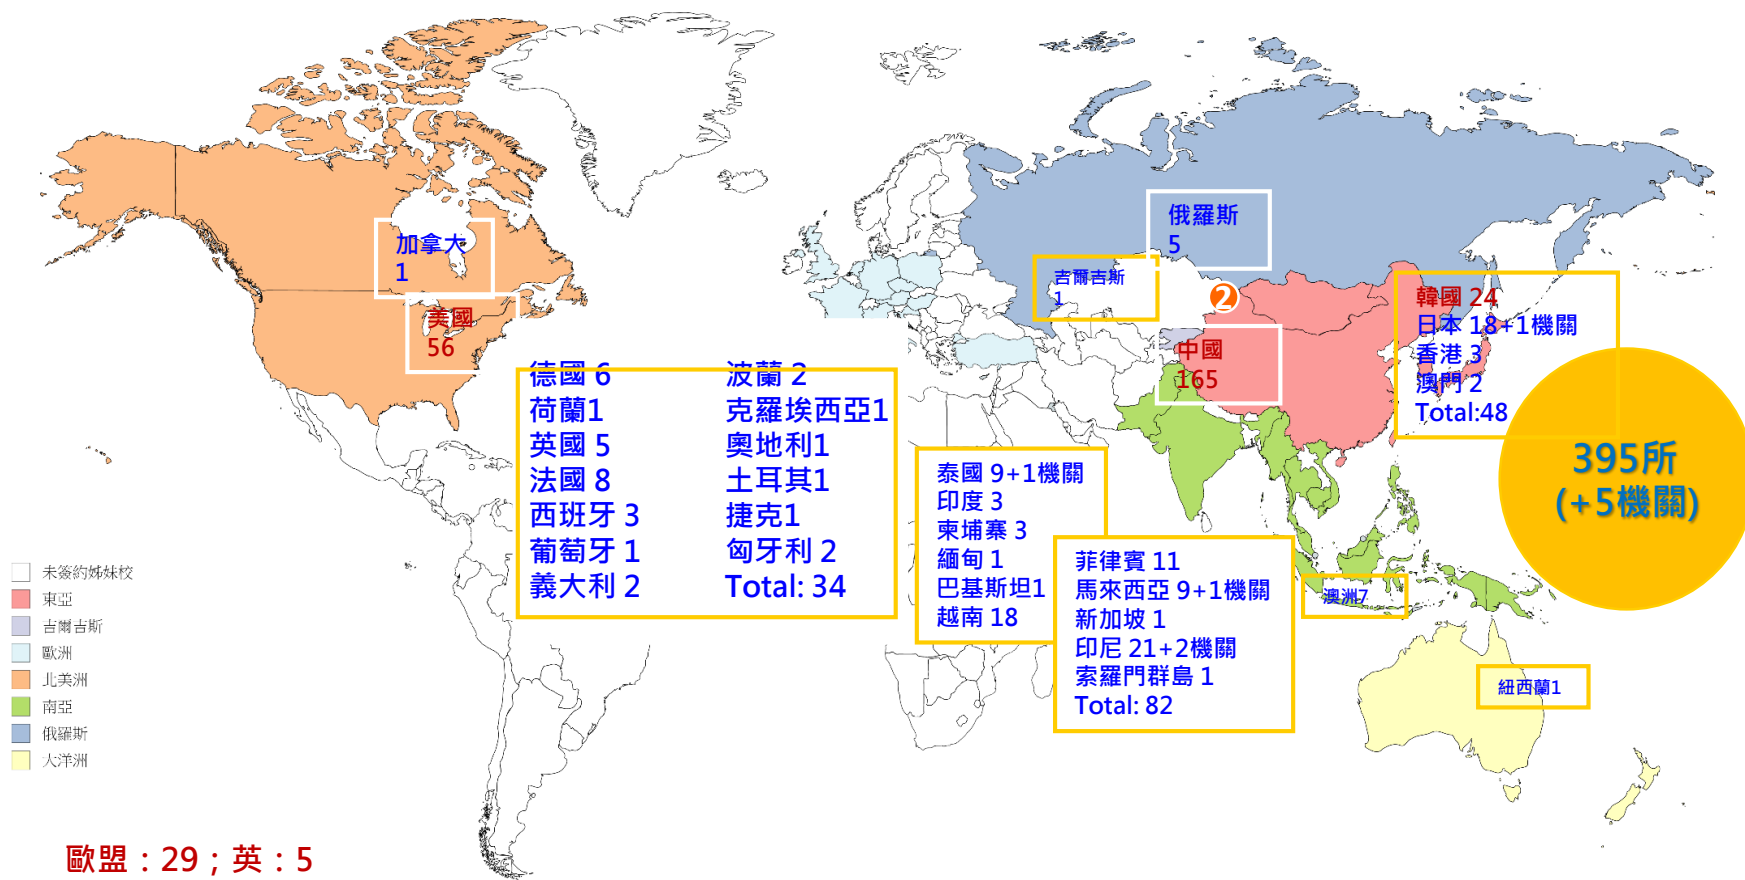 加拿大
1
美國
56
俄羅斯
5
吉爾吉斯
1
2
中國
165
韓國 24
日本 18+1機關
香港 3
澳門 2
Total:48
395所
(+5機關)
德國 6
荷蘭1
英國 5
法國 8
西班牙 3
葡萄牙 1
義大利 2
波蘭 2
克羅埃西亞1
奧地利1
土耳其1
捷克1
匈牙利 2
Total: 34
泰國 9+1機關
印度 3
柬埔寨 3
緬甸 1
巴基斯坦1
越南 18
菲律賓 11
馬來西亞 9+1機關
新加坡 1
印尼 21+2機關
索羅門群島 1
Total: 82
澳洲7
紐西蘭1
未簽約姊妹校
東亞
吉爾吉斯
歐洲
北美洲
南亞
俄羅斯
大洋洲
歐盟：29；英：5